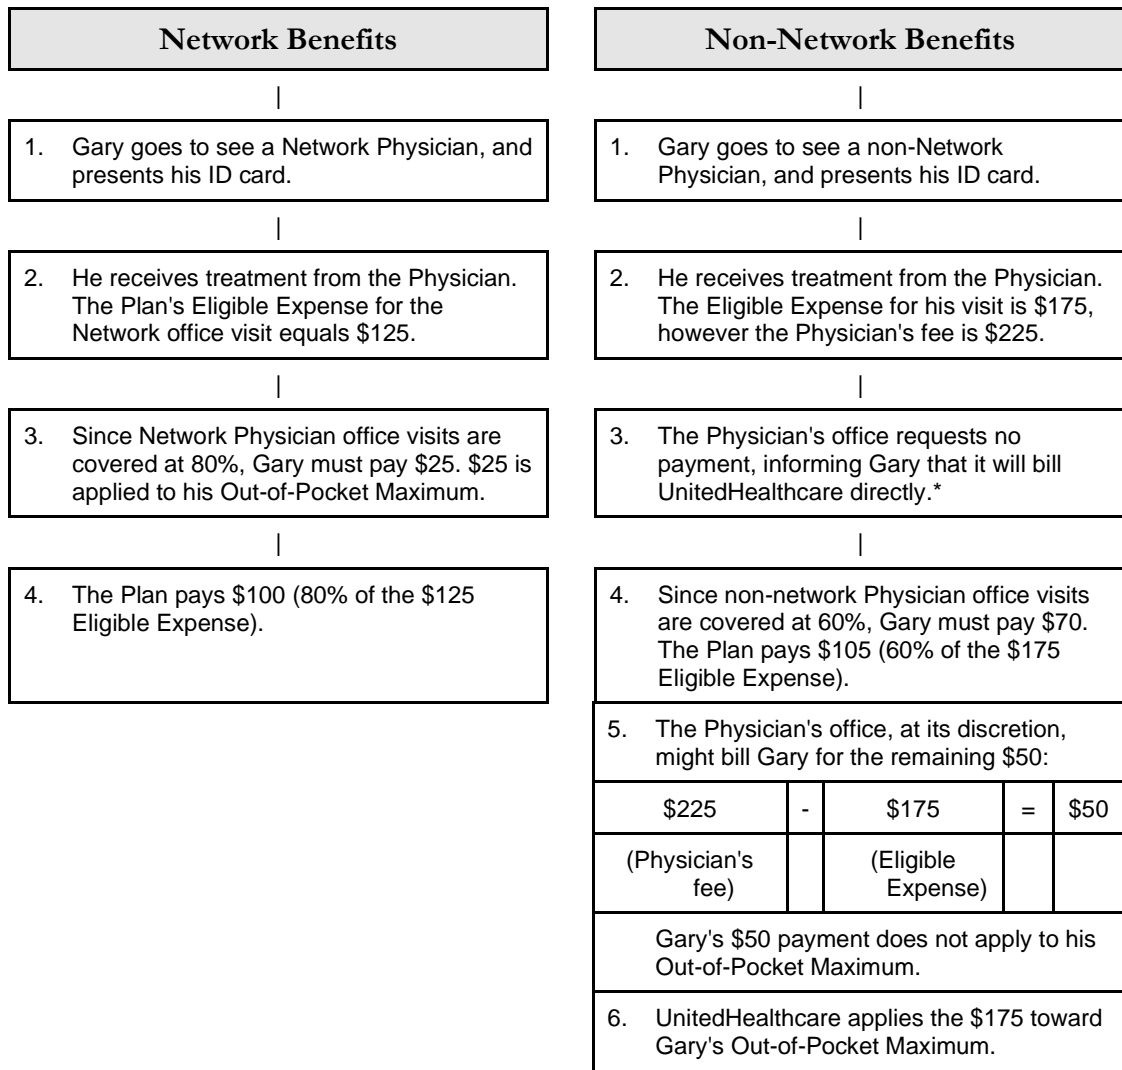 Network Benefits
|
1. Gary goes to see a Network Physician, and
presents his ID card.
|
2. He receives treatment from the Physician.
The Plan's Eligible Expense for the
Network office visit equals $125.
|
3. Since Network Physician office visits are
covered at 80%, Gary must pay $25. $25 is
applied to his Out-of-Pocket Maximum.
|
4. The Plan pays $100 (80% of the $125
Eligible Expense).
Non-Network Benefits
|
1. Gary goes to see a non-Network
Physician, and presents his ID card.
|
2. He receives treatment from the Physician.
The Eligible Expense for his visit is $175,
however the Physician's fee is $225.
|
3. The Physician's office requests no
payment, informing Gary that it will bill
UnitedHealthcare directly.*
|
4. Since non-network Physician office visits
are covered at 60%, Gary must pay $70.
The Plan pays $105 (60% of the $175
Eligible Expense).
5. The Physician's office, at its discretion,
might bill Gary for the remaining $50:
$225 - $175 = $50
(Physician's (Eligible
fee) Expense)
Gary's $50 payment does not apply to his
Out-of-Pocket Maximum.
6. UnitedHealthcare applies the $175 toward
Gary's Out-of-Pocket Maximum.